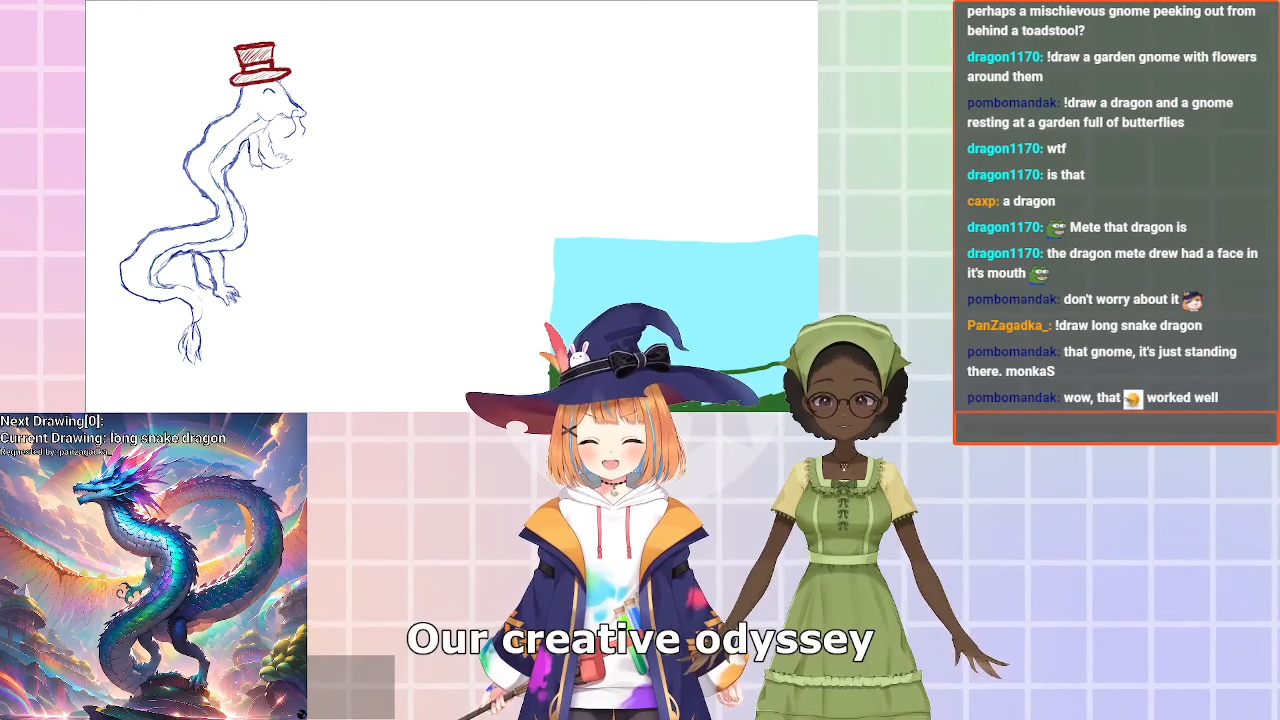 perhaps a mischievous gnome peeking out from
behind a toadstool?
dragon1170: !draw a garden gnome with flowers
around them
pombomandak: !draw a dragon and a gnome
resting at a garden full of butterflies
dragon1170: wtf
dragon1170: is that
caxp: a dragon
dragon1170: Mete that dragon is
dragon1170: the dragon mete drew had a face in
it's mouth
pombomandak: don't worry about it
PanZagadka_: !draw long snake dragon
pombomandak: that gnome, it's just standing
there. monkaS
pombomandak: wow, that worked well
Next Drawing[0]:
Current Drawing: long snake dragon
Requested by: panzagadka_
Our creative odyssey